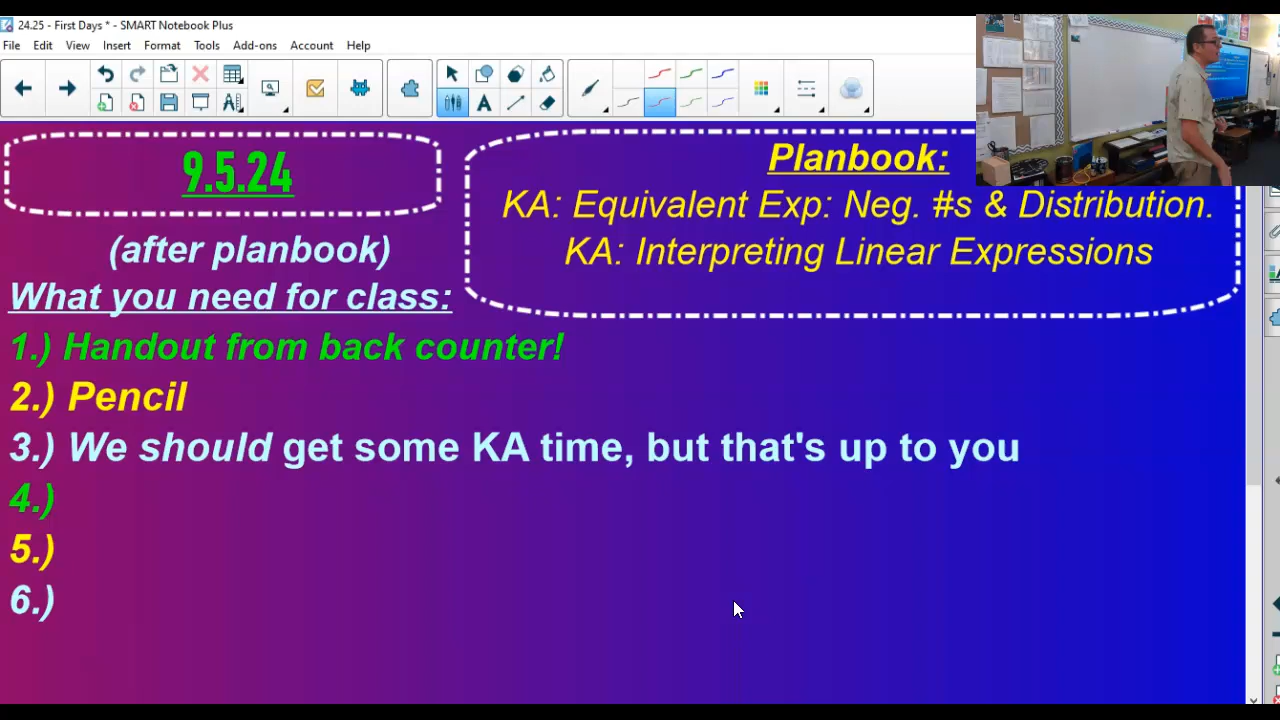 24.25 - First Days * - SMART Notebook Plus
File Edit View Insert Format Tools Add-ons Account Help
9.5.24
(after planbook)
What you need for class:
Planbook:
KA: Equivalent Exp: Neg. #s & Distribution.
KA: Interpreting Linear Expressions
1.) Handout from back counter!
2.) Pencil
3.) We should get some KA time, but that's up to you
4.)
5.)
6.)